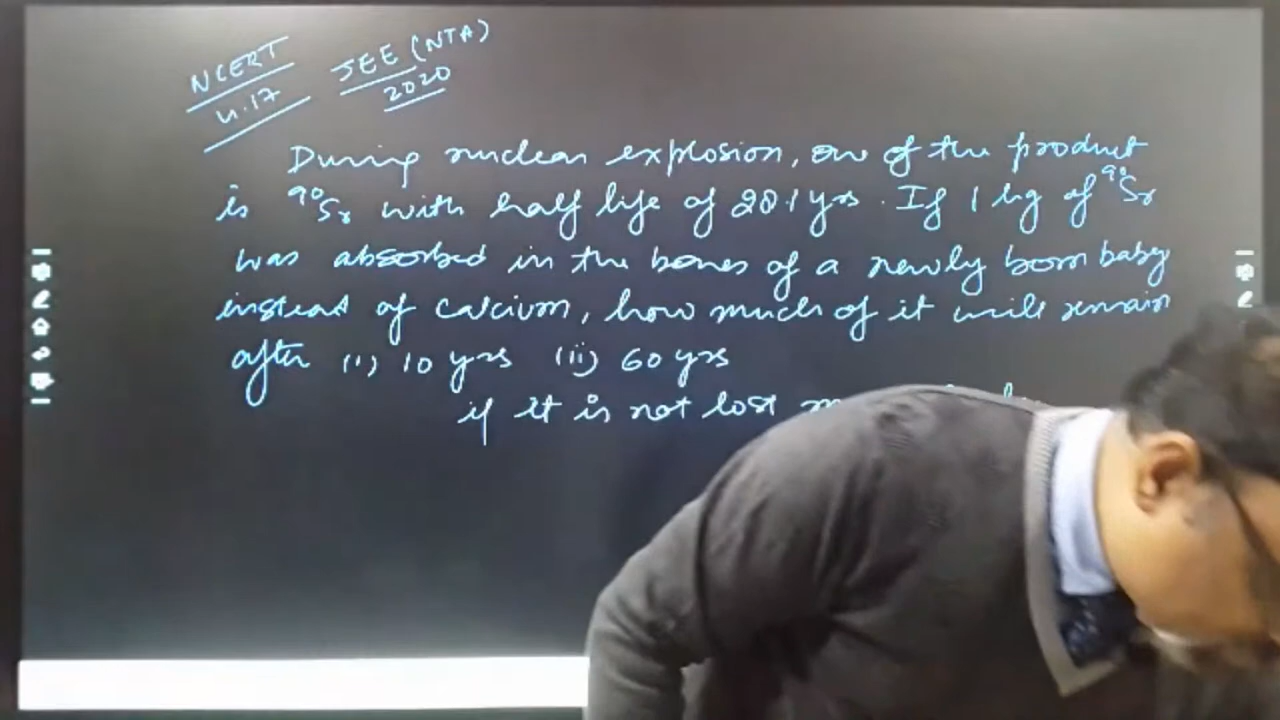 NCERT
4.17
JEE (NTA)
2020
During nuclear explosion, one of the product
is ⁹⁰Sr with half life of 28.1 yrs. If 1 kg of ⁹⁰Sr
was absorbed in the bones of a newly born baby
instead of calcium, how much of it will remain
after (i) 10 yrs (ii) 60 yrs
if it is not lost